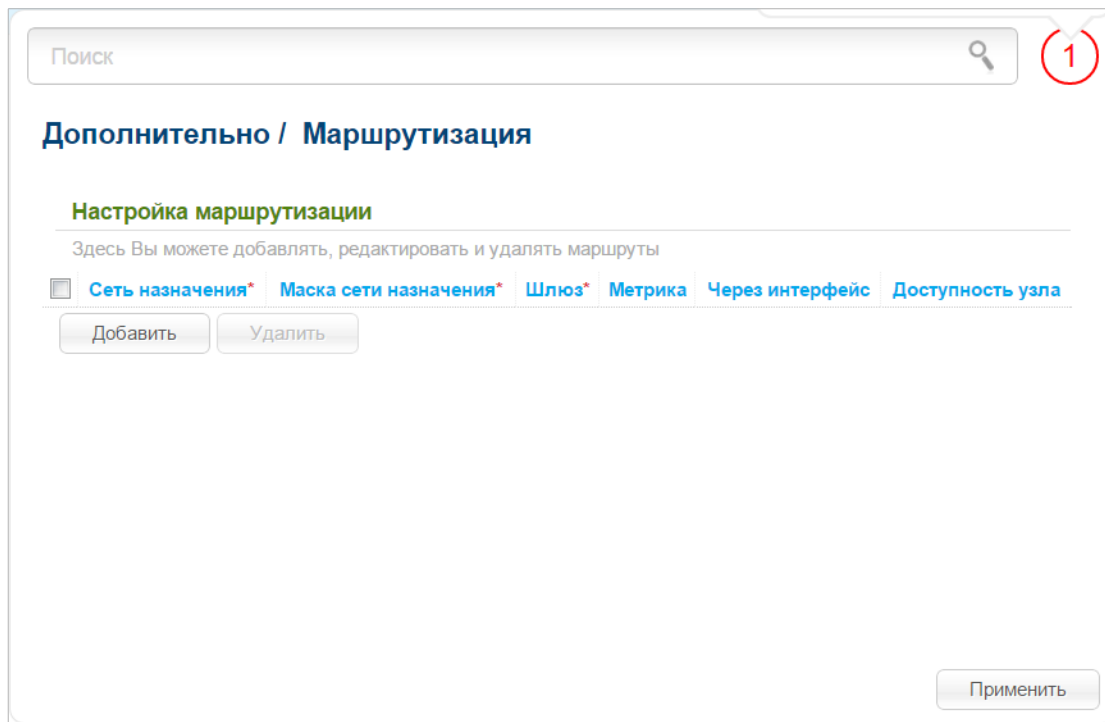 Поиск
1
Дополнительно / Маршрутизация
Настройка маршрутизации
Здесь Вы можете добавлять, редактировать и удалять маршруты
Сеть назначения* Маска сети назначения* Шлюз* Метрика Через интерфейс Доступность узла
Добавить Удалить
Применить